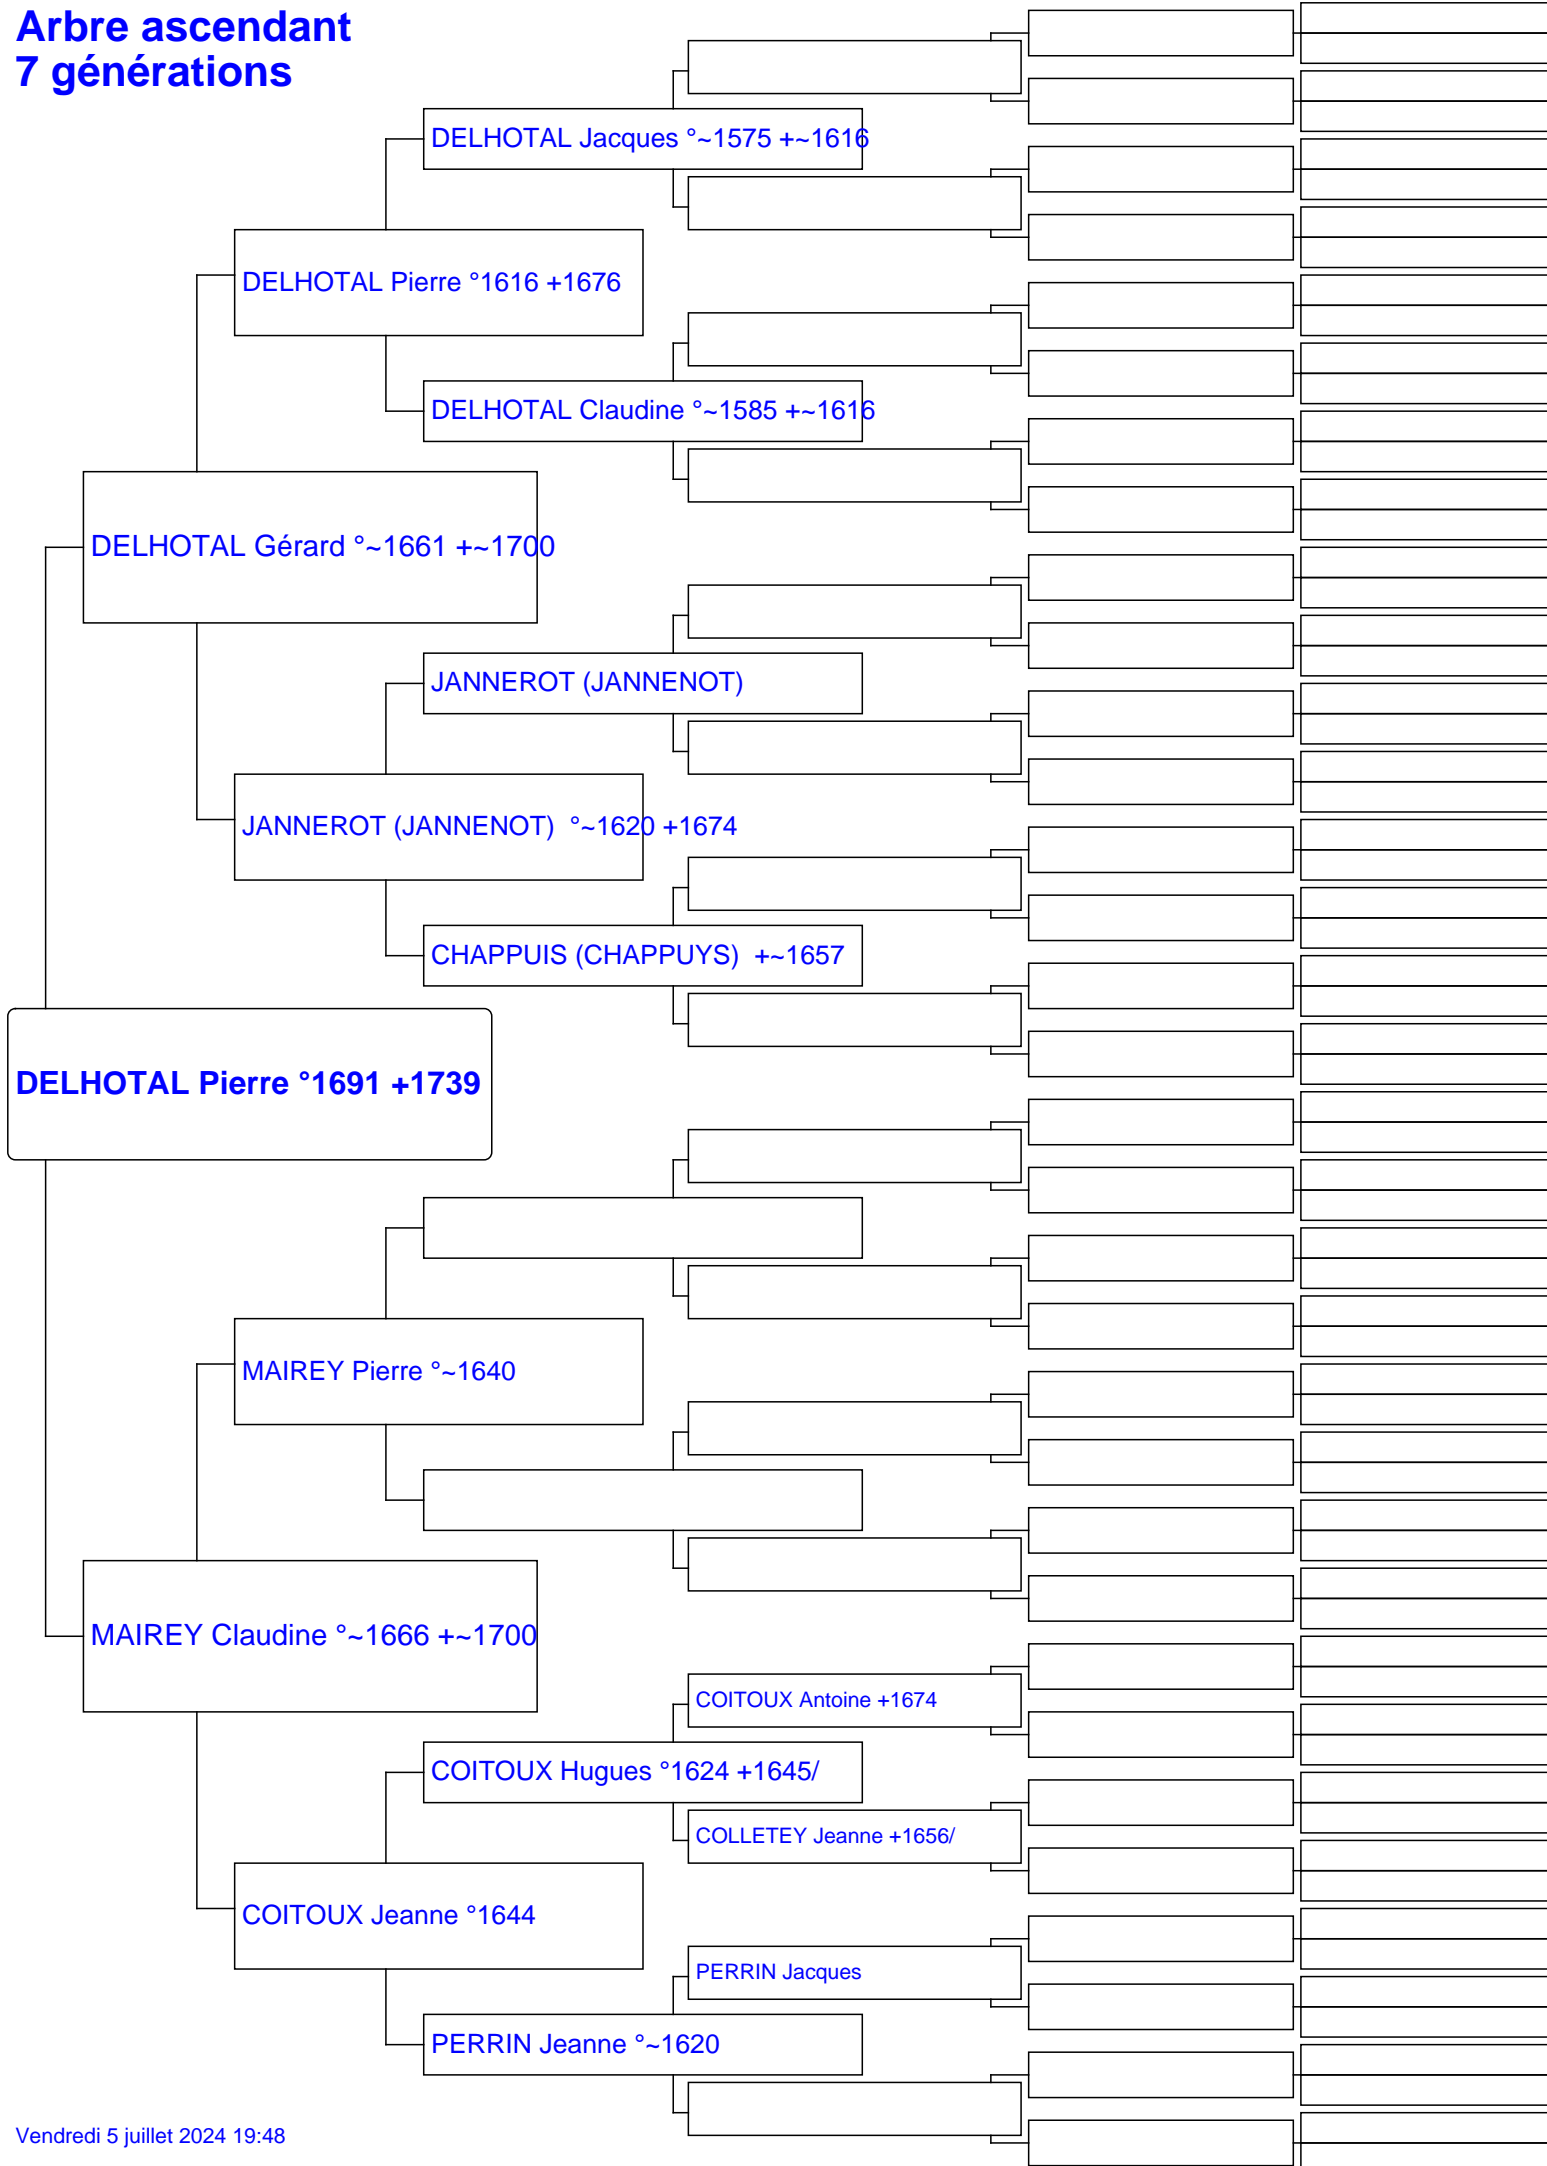 Arbre ascendant
7 générations
DELHOTAL Jacques °~1575 +~1616
DELHOTAL Pierre °1616 +1676
DELHOTAL Claudine °~1585 +~1616
DELHOTAL Gérard °~1661 +~1700
JANNEROT (JANNENOT)
JANNEROT (JANNENOT)  °~1620 +1674
CHAPPUIS (CHAPPUYS)  +~1657
DELHOTAL Pierre °1691 +1739
MAIREY Pierre °~1640
MAIREY Claudine °~1666 +~1700
COITOUX Antoine +1674
COITOUX Hugues °1624 +1645/
COLLETEY Jeanne +1656/
COITOUX Jeanne °1644
PERRIN Jacques
PERRIN Jeanne °~1620
Vendredi 5 juillet 2024 19:48